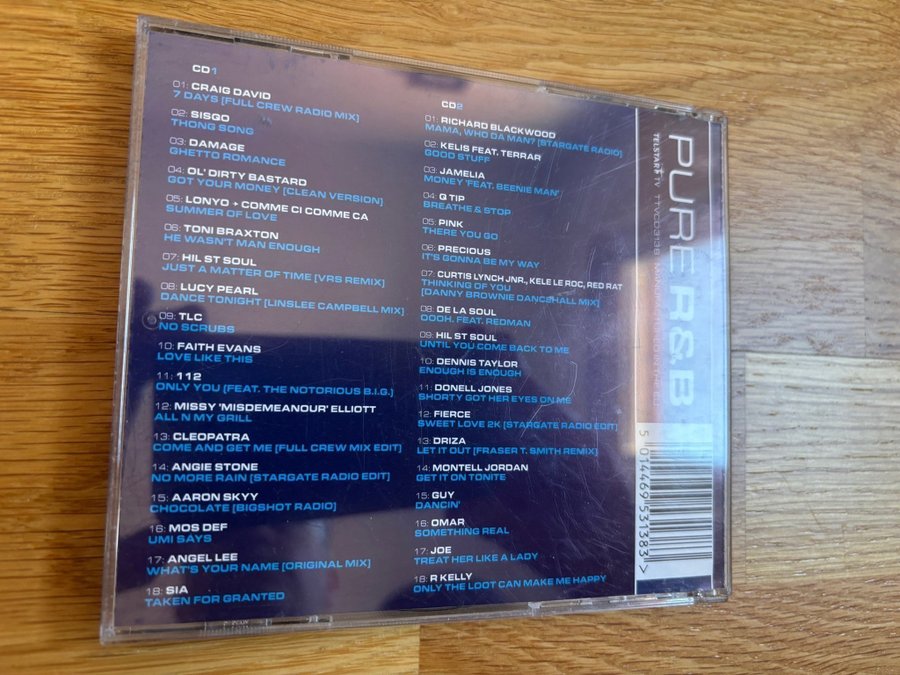 CD1
01: CRAIG DAVID
7 DAYS [FULL CREW RADIO MIX]
02: SISQO
THONG SONG
03: DAMAGE
GHETTO ROMANCE
04: OL' DIRTY BASTARD
GOT YOUR MONEY [CLEAN VERSION]
05: LONYO + COMME CI COMME CA
SUMMER OF LOVE
06: TONI BRAXTON
HE WASN'T MAN ENOUGH
07: HIL ST SOUL
JUST A MATTER OF TIME [VRS REMIX]
08: LUCY PEARL
DANCE TONIGHT [LINSLEE CAMPBELL MIX]
09: TLC
NO SCRUBS
10: FAITH EVANS
LOVE LIKE THIS
11: 112
ONLY YOU [FEAT. THE NOTORIOUS B.I.G.]
12: MISSY 'MISDEMEANOUR' ELLIOTT
ALL N MY GRILL
13: CLEOPATRA
COME AND GET ME [FULL CREW MIX EDIT]
14: ANGIE STONE
NO MORE RAIN [STARGATE RADIO EDIT]
15: AARON SKYY
CHOCOLATE [BIGSHOT RADIO]
16: MOS DEF
UMI SAYS
17: ANGEL LEE
WHAT'S YOUR NAME [ORIGINAL MIX]
18: SIA
TAKEN FOR GRANTED
CD2
01: RICHARD BLACKWOOD
MAMA, WHO DA MAN? [STARGATE RADIO]
02: KELIS FEAT. TERRAR
GOOD STUFF
03: JAMELIA
MONEY 'FEAT. BEENIE MAN'
04: Q TIP
BREATHE & STOP
05: PINK
THERE YOU GO
06: PRECIOUS
IT'S GONNA BE MY WAY
07: CURTIS LYNCH JNR., KELE LE ROC, RED RAT
THINKING OF YOU
[DANNY BROWNIE DANCEHALL MIX]
08: DE LA SOUL
OOOH. FEAT. REDMAN
09: HIL ST SOUL
UNTIL YOU COME BACK TO ME
10: DENNIS TAYLOR
ENOUGH IS ENOUGH
11: DONELL JONES
SHORTY GOT HER EYES ON ME
12: FIERCE
SWEET LOVE 2K [STARGATE RADIO EDIT]
13: DRIZA
LET IT OUT [FRASER T. SMITH REMIX]
14: MONTELL JORDAN
GET IT ON TONITE
15: GUY
DANCIN'
16: OMAR
SOMETHING REAL
17: JOE
TREAT HER LIKE A LADY
18: R KELLY
ONLY THE LOOT CAN MAKE ME HAPPY
PURE R&B
TELSTAR TV TTVCD3138 MANUFACTURED IN THE EU
5 014469 531383 >